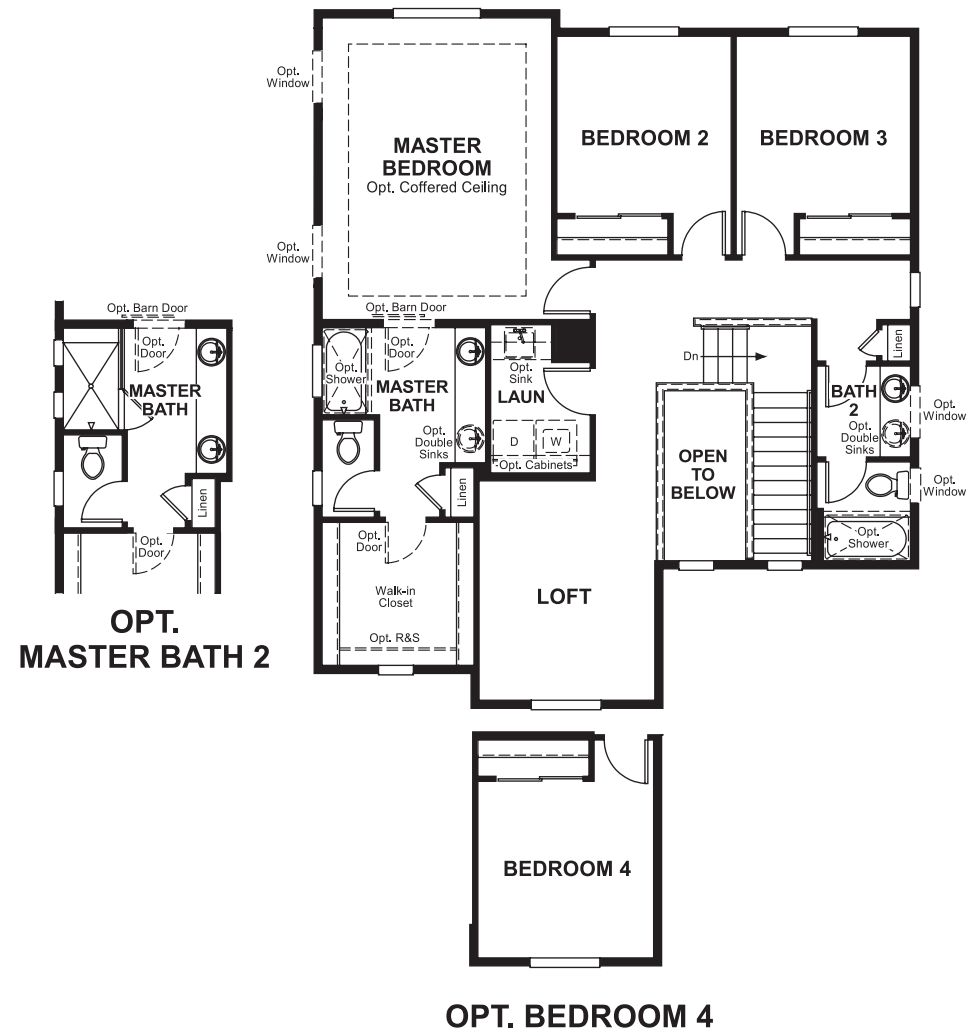 Opt.
Window
MASTER
BEDROOM
Opt. Coffered Ceiling
BEDROOM 2
BEDROOM 3
Opt.
Window
Opt. Barn Door
Opt.
Door
MASTER
BATH
Linen
Opt.
Door
OPT.
MASTER BATH 2
Opt. Barn Door
Opt.
Door
Opt.
Shower
MASTER
BATH
Opt.
Double
Sinks
Linen
Opt.
Door
Walk-in
Closet
Opt. R&S
Opt.
Sink
LAUN
D
W
Opt. Cabinets
Dn
OPEN
TO
BELOW
LOFT
Linen
BATH
2
Opt.
Double
Sinks
Opt.
Window
Opt.
Window
Opt.
Shower
BEDROOM 4
OPT. BEDROOM 4